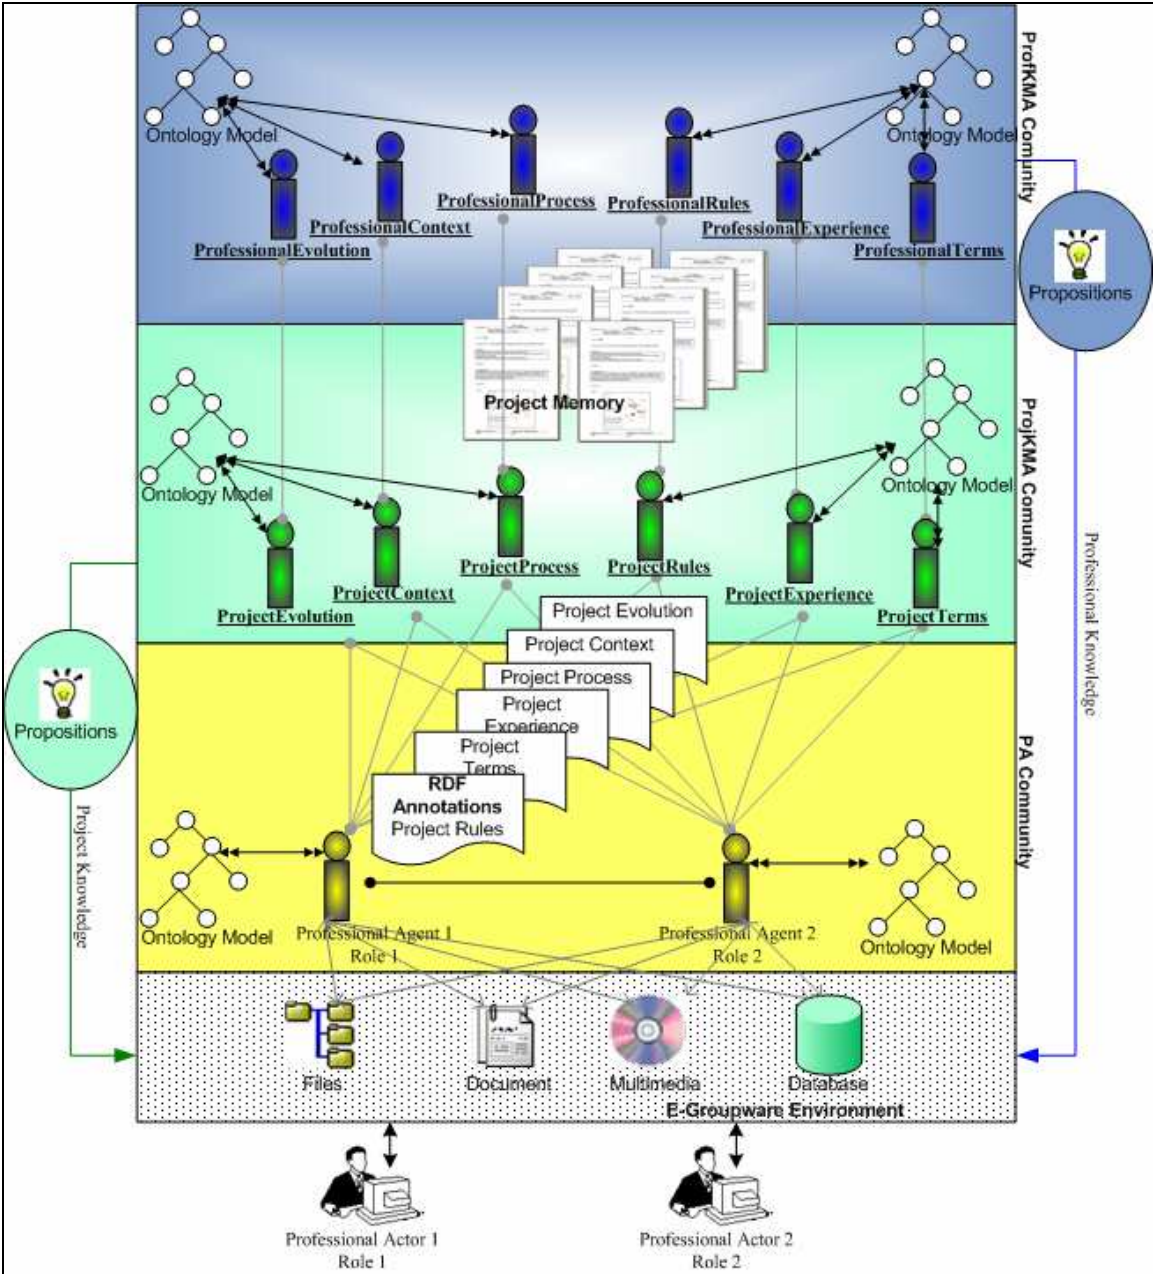 ProfKMA Comunity
Ontology Model
Ontology Model
ProfessionalProcess
ProfessionalRules
ProfessionalContext
ProfessionalExperience
ProfessionalEvolution
ProfessionalTerms
Propositions
Project Memory
ProjKMA Comunity
Ontology Model
Ontology Model
ProjectProcess
ProjectRules
ProjectContext
ProjectExperience
ProjectEvolution
ProjectTerms
Professional Knowledge
Project Evolution
Project Context
Project Process
Project
Experience
Project
Terms
RDF
Annotations
Project Rules
Propositions
Project Knowledge
PA Community
Ontology Model
Professional Agent 1
Role 1
Professional Agent 2
Role 2
Ontology Model
Files
Document
Multimedia
Database
E-Groupware Environment
Professional Actor 1
Role 1
Professional Actor 2
Role 2